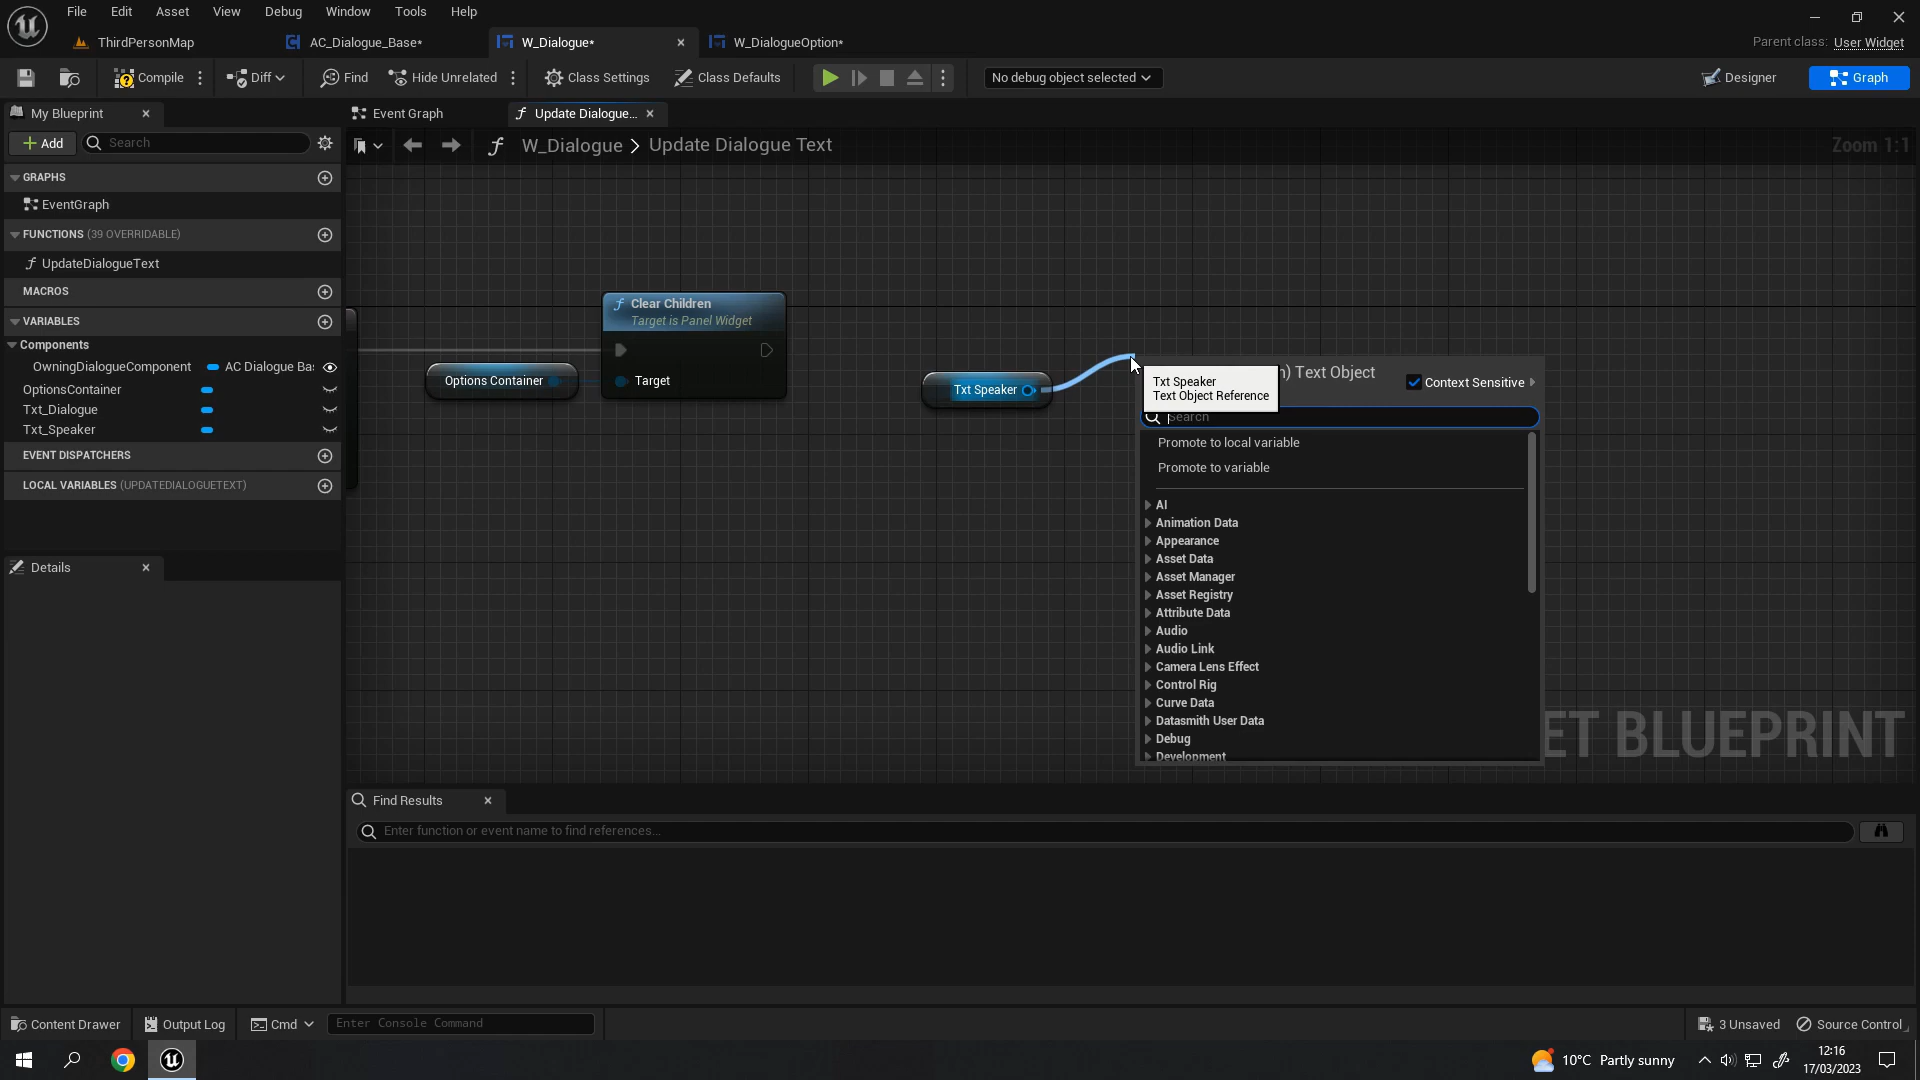 File Edit Asset View Debug Window Tools Help
ThirdPersonMap AC_Dialogue_Base* W_Dialogue* W_DialogueOption* Parent class: User Widget
Compile Diff Find Hide Unrelated Class Settings Class Defaults No debug object selected Designer Graph
My Blueprint Event Graph Update Dialogue...
Add Search W_Dialogue > Update Dialogue Text Zoom 1:1
GRAPHS
EventGraph
FUNCTIONS (39 OVERRIDABLE)
UpdateDialogueText
MACROS
VARIABLES
Components
OwningDialogueComponent AC Dialogue Ba
OptionsContainer
Txt_Dialogue
Txt_Speaker
EVENT DISPATCHERS
LOCAL VARIABLES (UPDATEDIALOGUETEXT)
Details
Clear Children
Target is Panel Widget
Options Container Target
Txt Speaker
Txt Speaker
Text Object Reference
) Text Object Context Sensitive
Search
Promote to local variable
Promote to variable
AI
Animation Data
Appearance
Asset Data
Asset Manager
Asset Registry
Attribute Data
Audio
Audio Link
Camera Lens Effect
Control Rig
Curve Data
Datasmith User Data
Debug
Development
ET BLUEPRINT
Find Results
Enter function or event name to find references...
Content Drawer Output Log Cmd Enter Console Command 3 Unsaved Source Control
10°C Partly sunny 12:16
17/03/2023